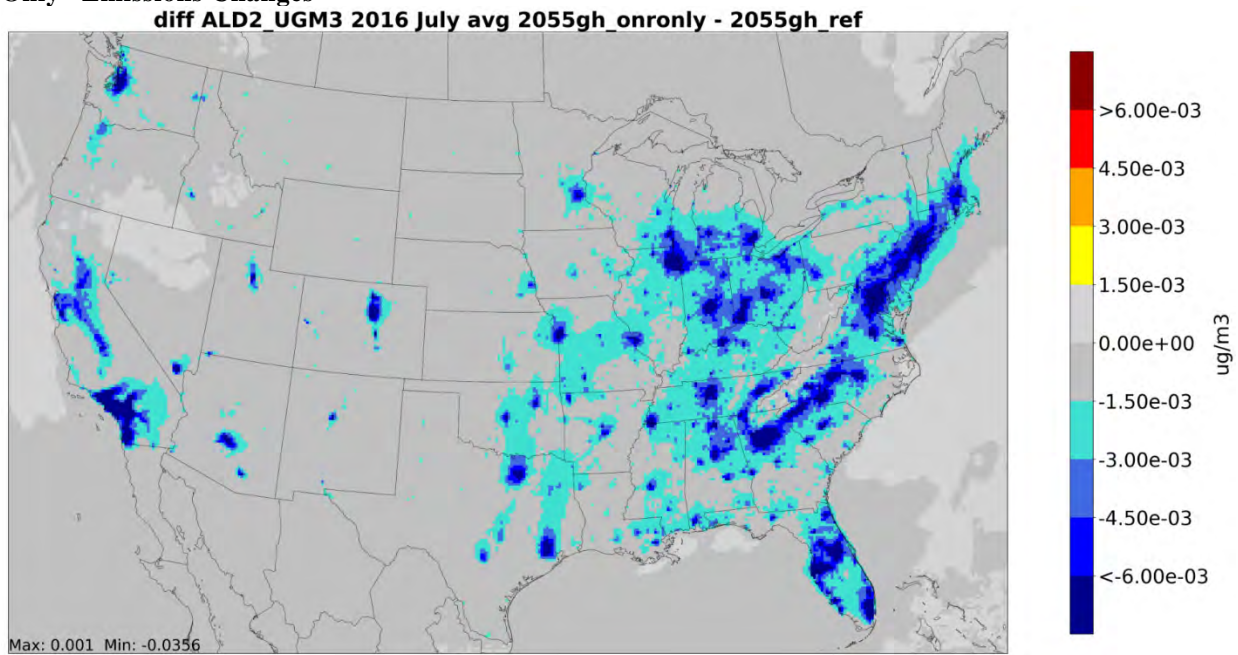 diff ALD2_UGM3 2016 July avg 2055gh_onronly - 2055gh_ref
>6.00e-03
4.50e-03
3.00e-03
1.50e-03
0.00e+00
-1.50e-03
-3.00e-03
-4.50e-03
<-6.00e-03
ug/m3
Max: 0.001 Min: -0.0356